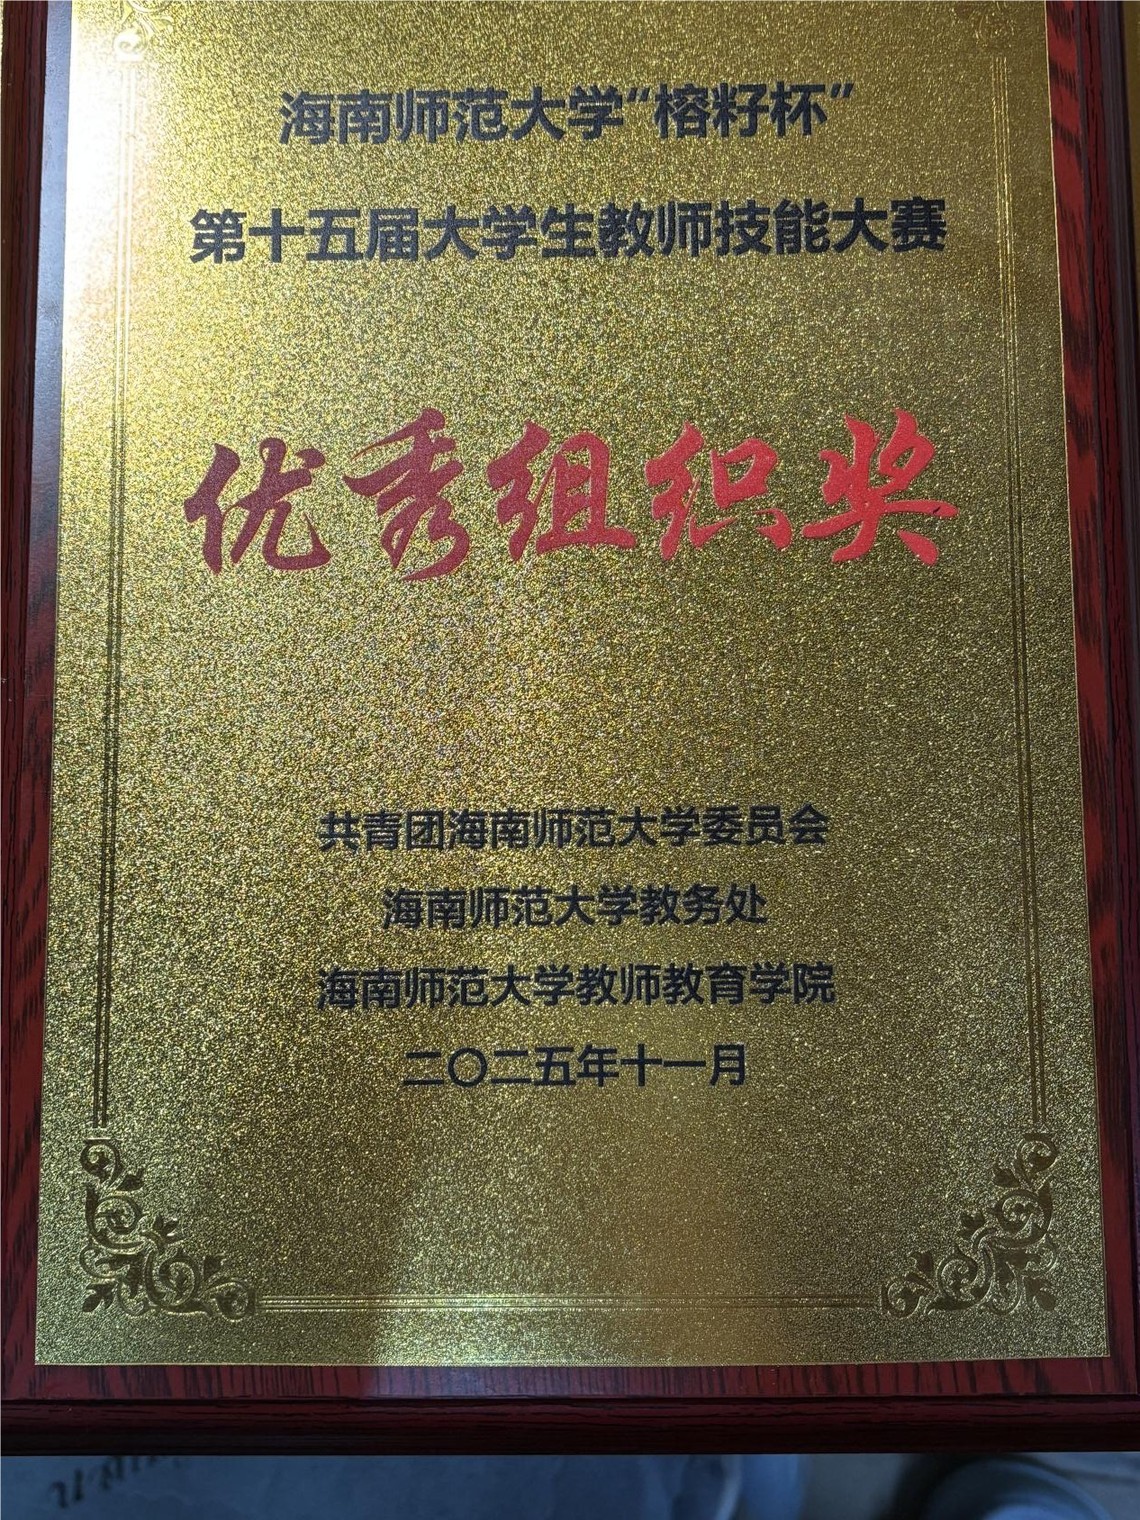 海南师范大学“榕籽杯”
第十五届大学生教师技能大赛
优秀组织奖
共青团海南师范大学委员会
海南师范大学教务处
海南师范大学教师教育学院
二〇二五年十一月